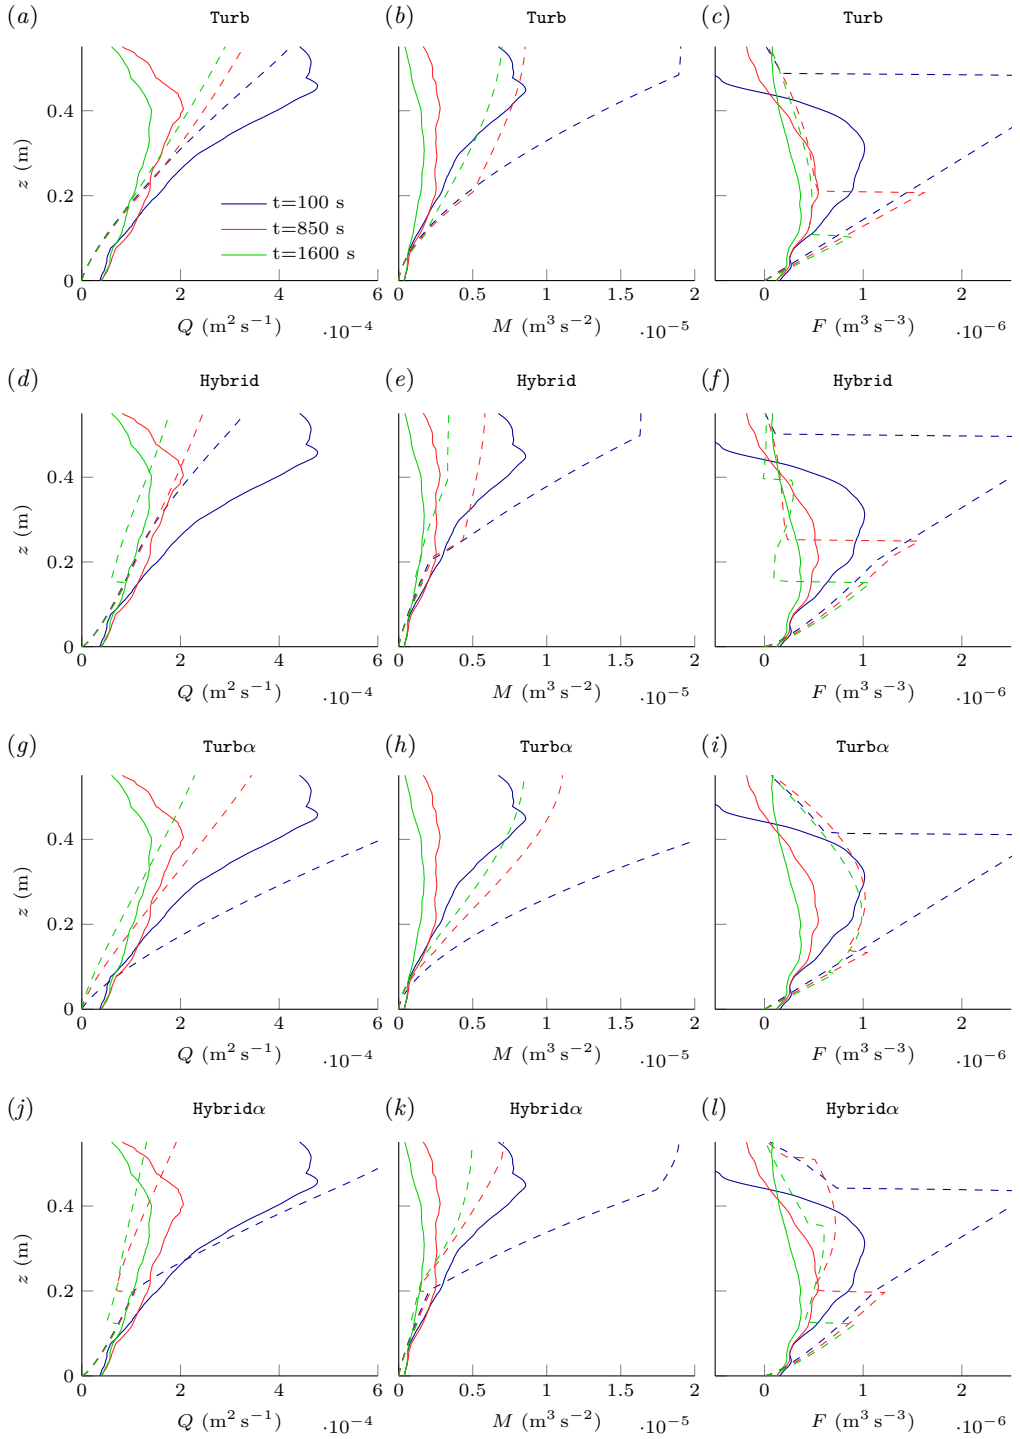 (a) Turb (b) Turb (c) Turb
0.4
0.2
0
z (m)
t=100 s
t=850 s
t=1600 s
0 2 4 6 0 0.5 1 1.5 2 0 1 2
Q (m² s⁻¹) ·10⁻⁴ M (m³ s⁻²) ·10⁻⁵ F (m³ s⁻³) ·10⁻⁶
(d) Hybrid (e) Hybrid (f) Hybrid
0.4
0.2
0
z (m)
0 2 4 6 0 0.5 1 1.5 2 0 1 2
Q (m² s⁻¹) ·10⁻⁴ M (m³ s⁻²) ·10⁻⁵ F (m³ s⁻³) ·10⁻⁶
(g) Turbα (h) Turbα (i) Turbα
0.4
0.2
0
z (m)
0 2 4 6 0 0.5 1 1.5 2 0 1 2
Q (m² s⁻¹) ·10⁻⁴ M (m³ s⁻²) ·10⁻⁵ F (m³ s⁻³) ·10⁻⁶
(j) Hybridα (k) Hybridα (l) Hybridα
0.4
0.2
0
z (m)
0 2 4 6 0 0.5 1 1.5 2 0 1 2
Q (m² s⁻¹) ·10⁻⁴ M (m³ s⁻²) ·10⁻⁵ F (m³ s⁻³) ·10⁻⁶